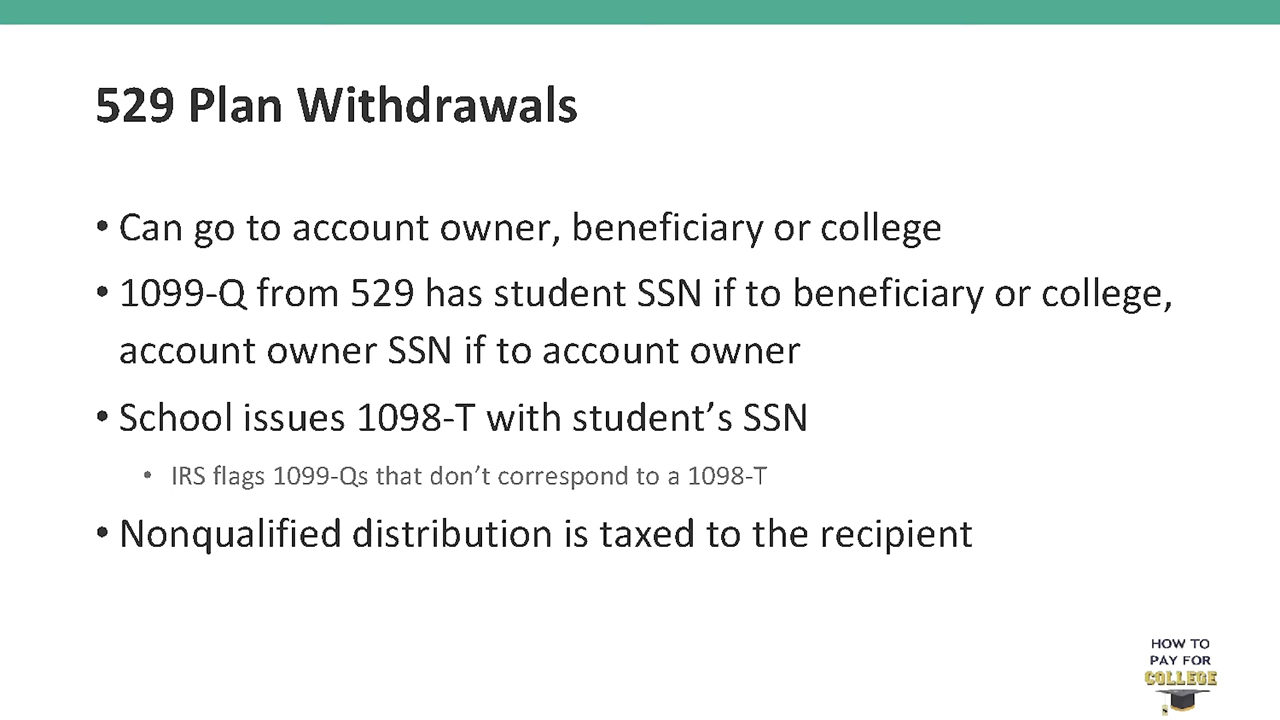 529 Plan Withdrawals
• Can go to account owner, beneficiary or college
• 1099-Q from 529 has student SSN if to beneficiary or college,
account owner SSN if to account owner
• School issues 1098-T with student’s SSN
• IRS flags 1099-Qs that don’t correspond to a 1098-T
• Nonqualified distribution is taxed to the recipient
HOW TO
PAY FOR
COLLEGE